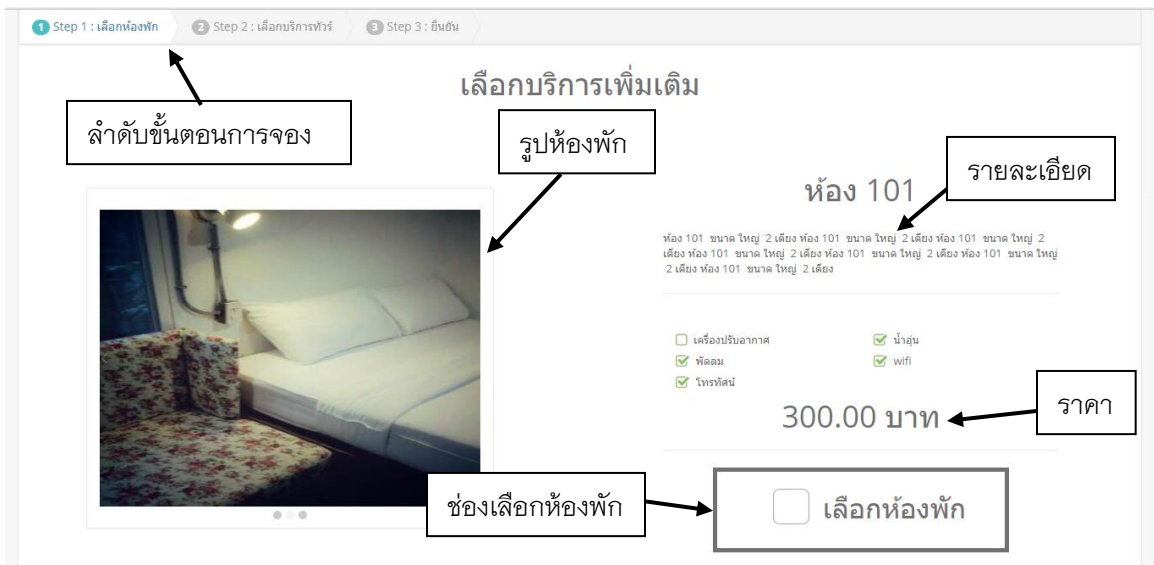 1 Step 1 : เลือกห้องพัก 2 Step 2 : เลือกบริการทัวร์ 3 Step 3 : ยืนยัน
เลือกบริการเพิ่มเติม
ลำดับขั้นตอนการจอง
รูปห้องพัก
รายละเอียด
ห้อง 101
ห้อง 101 ขนาด ใหญ่ 2 เตียง ห้อง 101 ขนาด ใหญ่ 2 เตียง ห้อง 101 ขนาด ใหญ่ 2
เตียง ห้อง 101 ขนาด ใหญ่ 2 เตียง ห้อง 101 ขนาด ใหญ่ 2 เตียง ห้อง 101 ขนาด ใหญ่
2 เตียง ห้อง 101 ขนาด ใหญ่ 2 เตียง
เครื่องปรับอากาศ น้ำอุ่น
พัดลม wifi
โทรทัศน์
300.00 บาท
ราคา
ช่องเลือกห้องพัก
เลือกห้องพัก